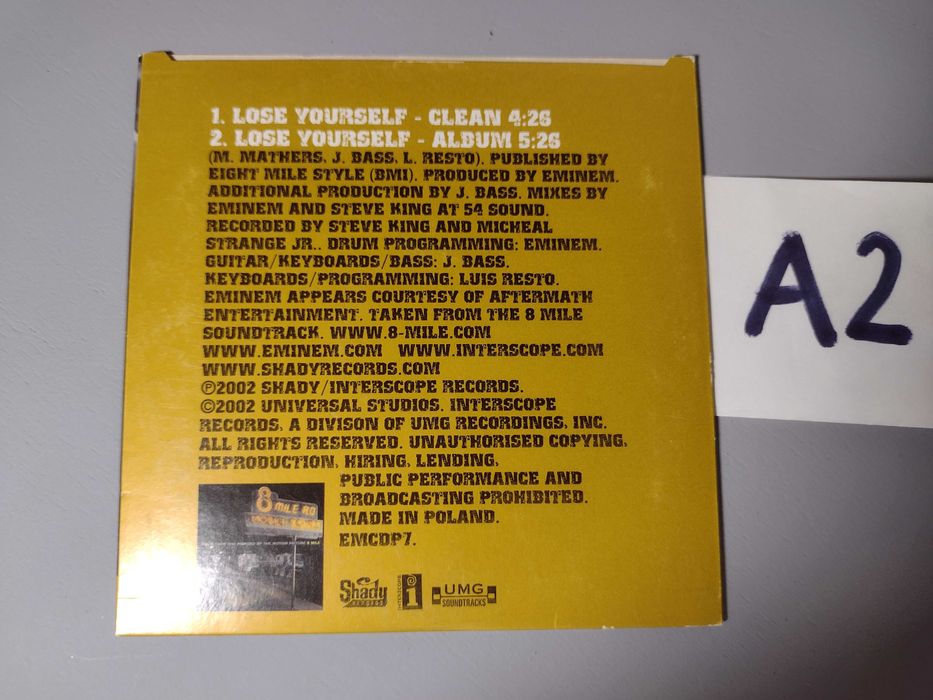 1. LOSE YOURSELF - CLEAN 4:26
2. LOSE YOURSELF - ALBUM 5:26
(M. MATHERS, J. BASS, L. RESTO). PUBLISHED BY
EIGHT MILE STYLE (BMI). PRODUCED BY EMINEM.
ADDITIONAL PRODUCTION BY J. BASS. MIXES BY
EMINEM AND STEVE KING AT 54 SOUND.
RECORDED BY STEVE KING AND MICHEAL
STRANGE JR.. DRUM PROGRAMMING: EMINEM.
GUITAR/KEYBOARDS/BASS: J. BASS.
KEYBOARDS/PROGRAMMING: LUIS RESTO.
EMINEM APPEARS COURTESY OF AFTERMATH
ENTERTAINMENT. TAKEN FROM THE 8 MILE
SOUNDTRACK. WWW.8-MILE.COM
WWW.EMINEM.COM WWW.INTERSCOPE.COM
WWW.SHADYRECORDS.COM
℗2002 SHADY/INTERSCOPE RECORDS.
©2002 UNIVERSAL STUDIOS. INTERSCOPE
RECORDS, A DIVISON OF UMG RECORDINGS, INC.
ALL RIGHTS RESERVED. UNAUTHORISED COPYING,
REPRODUCTION, HIRING, LENDING,
PUBLIC PERFORMANCE AND
BROADCASTING PROHIBITED.
MADE IN POLAND.
EMCDP7.
8 MILE RD
Shady
RECORDS
INTERSCOPE
i
UMG
SOUNDTRACKS
A2